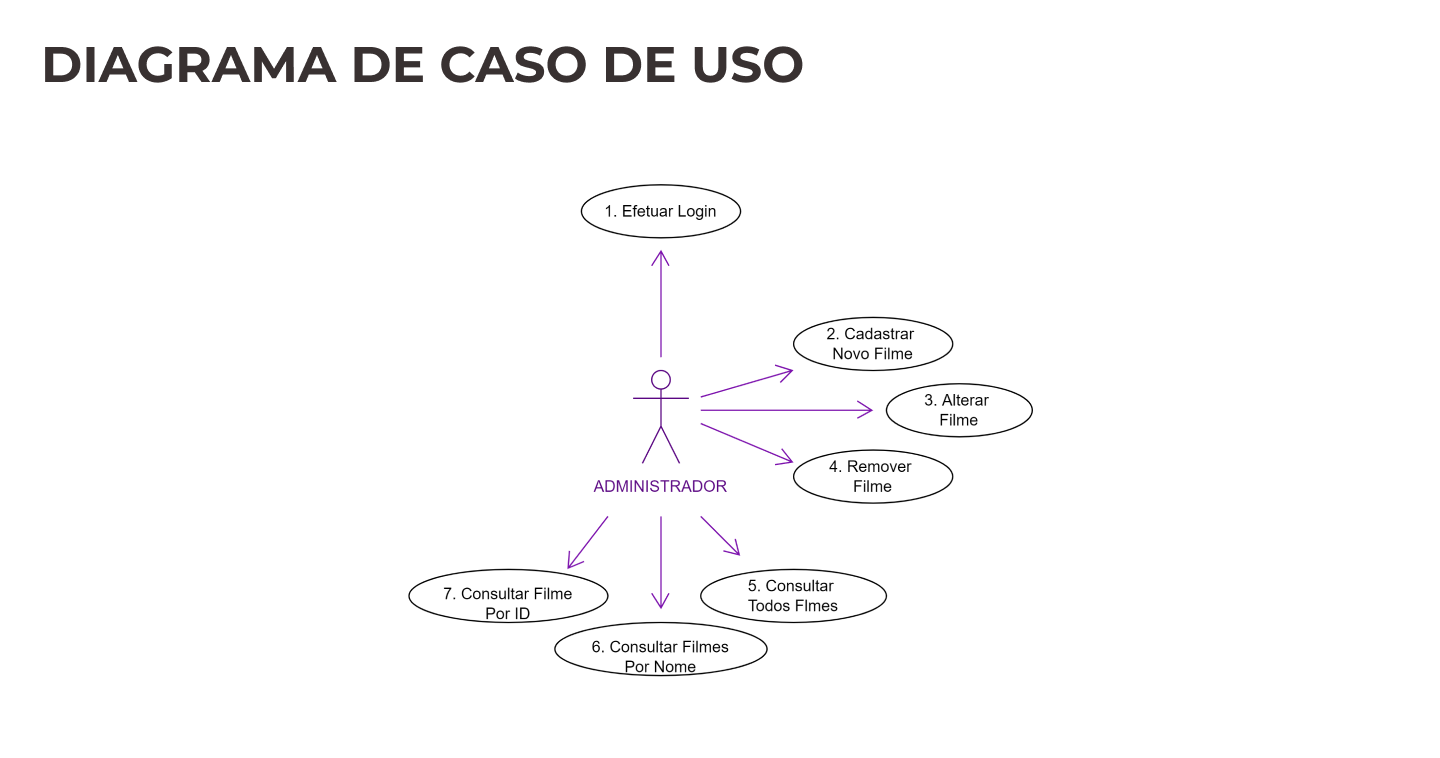 DIAGRAMA DE CASO DE USO
1. Efetuar Login
2. Cadastrar
Novo Filme
3. Alterar
Filme
4. Remover
Filme
ADMINISTRADOR
5. Consultar
Todos FImes
7. Consultar Filme
Por ID
6. Consultar Filmes
Por Nome